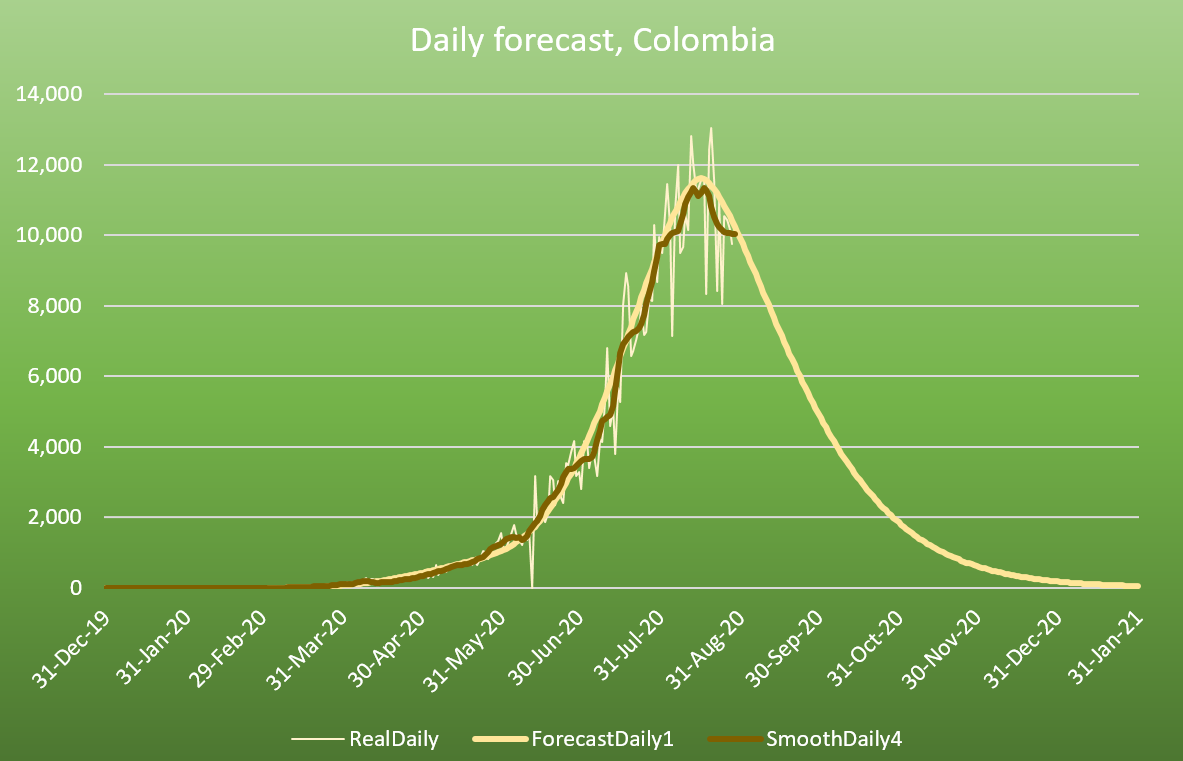 Daily forecast, Colombia
14,000
12,000
10,000
8,000
6,000
4,000
2,000
0
31-Dec-19
31-Jan-20
29-Feb-20
31-Mar-20
30-Apr-20
31-May-20
30-Jun-20
31-Jul-20
31-Aug-20
30-Sep-20
31-Oct-20
30-Nov-20
31-Dec-20
31-Jan-21
RealDaily ForecastDaily1 SmoothDaily4